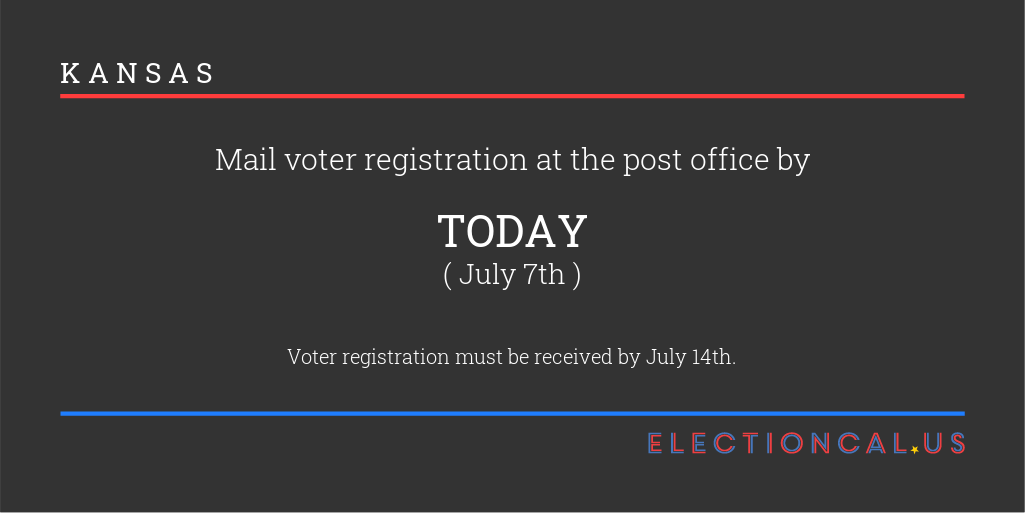 KANSAS
Mail voter registration at the post office by
TODAY
( July 7th )
Voter registration must be received by July 14th.
ELECTIONCAL.US